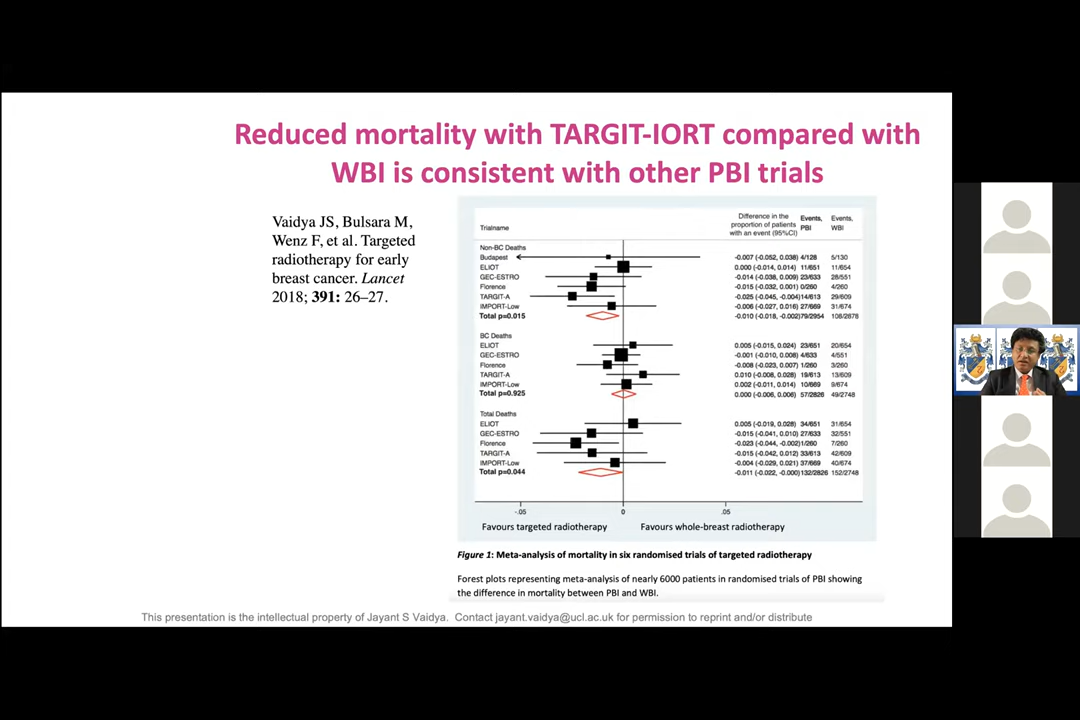 Reduced mortality with TARGIT-IORT compared with
WBI is consistent with other PBI trials
Vaidya JS, Bulsara M,
Wenz F, et al. Targeted
radiotherapy for early
breast cancer. Lancet
2018; 391: 26–27.
Trialname Difference in the proportion of patients with an event (95%CI) Events, PBI Events, WBI
Non-BC Deaths
Budapest -0.007 (-0.052, 0.038) 4/128 5/130
ELIOT 0.000 (-0.014, 0.014) 11/651 11/654
GEC-ESTRO -0.014 (-0.038, 0.009) 23/633 28/551
Florence -0.015 (-0.032, 0.001) 0/260 4/260
TARGIT-A -0.025 (-0.045, -0.004) 14/613 29/609
IMPORT-Low -0.006 (-0.027, 0.016) 27/669 31/674
Total p=0.015 -0.010 (-0.018, -0.002) 79/2954 108/2878
BC Deaths
ELIOT 0.005 (-0.015, 0.024) 23/651 20/654
GEC-ESTRO -0.001 (-0.010, 0.008) 4/633 4/551
Florence -0.008 (-0.023, 0.007) 1/260 3/260
TARGIT-A 0.010 (-0.008, 0.028) 19/613 13/609
IMPORT-Low 0.002 (-0.011, 0.014) 10/669 9/674
Total p=0.925 0.000 (-0.006, 0.006) 57/2826 49/2748
Total Deaths
ELIOT 0.005 (-0.019, 0.028) 34/651 31/654
GEC-ESTRO -0.015 (-0.041, 0.010) 27/633 32/551
Florence -0.023 (-0.044, -0.002) 1/260 7/260
TARGIT-A -0.015 (-0.042, 0.012) 33/613 42/609
IMPORT-Low -0.004 (-0.029, 0.021) 37/669 40/674
Total p=0.044 -0.011 (-0.022, -0.000) 132/2826 152/2748
-.05 0 .05
Favours targeted radiotherapy Favours whole-breast radiotherapy
Figure 1: Meta-analysis of mortality in six randomised trials of targeted radiotherapy
Forest plots representing meta-analysis of nearly 6000 patients in randomised trials of PBI showing
the difference in mortality between PBI and WBI.
This presentation is the intellectual property of Jayant S Vaidya. Contact jayant.vaidya@ucl.ac.uk for permission to reprint and/or distribute